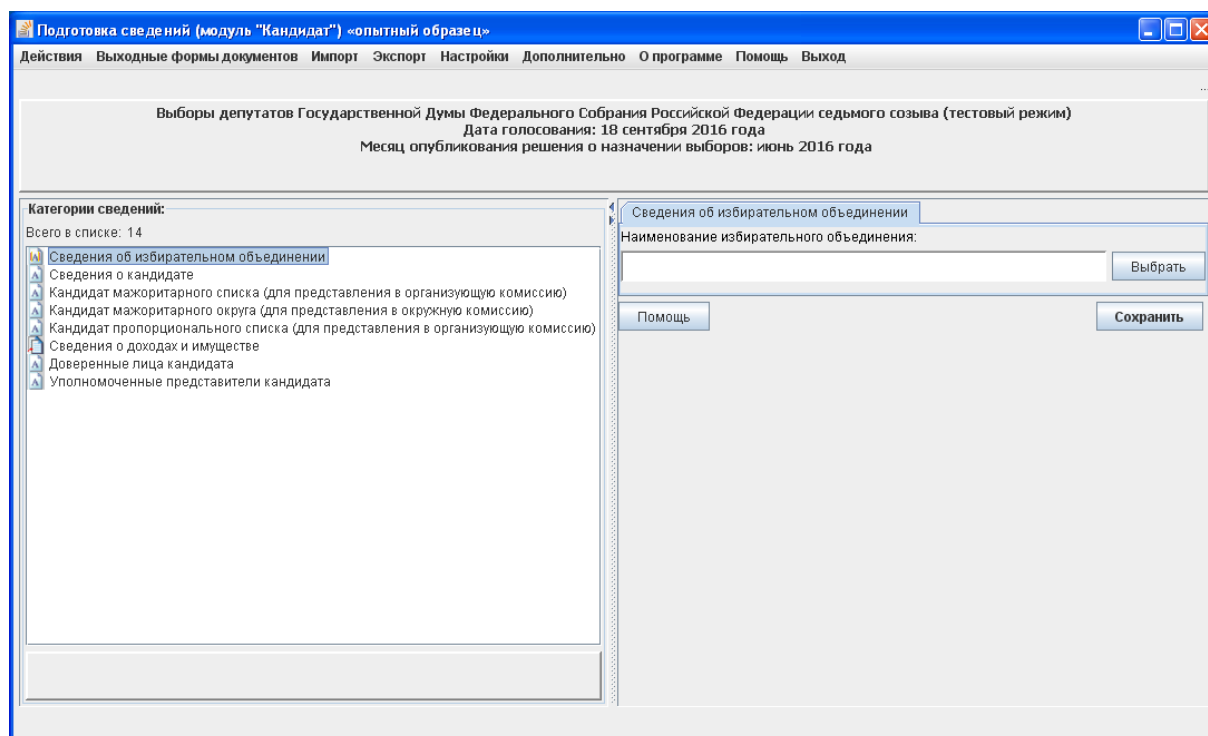 Подготовка сведений (модуль "Кандидат") «опытный образец»
Действия Выходные формы документов Импорт Экспорт Настройки Дополнительно О программе Помощь Выход
...
Выборы депутатов Государственной Думы Федерального Собрания Российской Федерации седьмого созыва (тестовый режим)
Дата голосования: 18 сентября 2016 года
Месяц опубликования решения о назначении выборов: июнь 2016 года
Категории сведений:
Всего в списке: 14
Сведения об избирательном объединении
Сведения о кандидате
Кандидат мажоритарного списка (для представления в организующую комиссию)
Кандидат мажоритарного округа (для представления в окружную комиссию)
Кандидат пропорционального списка (для представления в организующую комиссию)
Сведения о доходах и имуществе
Доверенные лица кандидата
Уполномоченные представители кандидата
Сведения об избирательном объединении
Наименование избирательного объединения:
Выбрать
Помощь
Сохранить